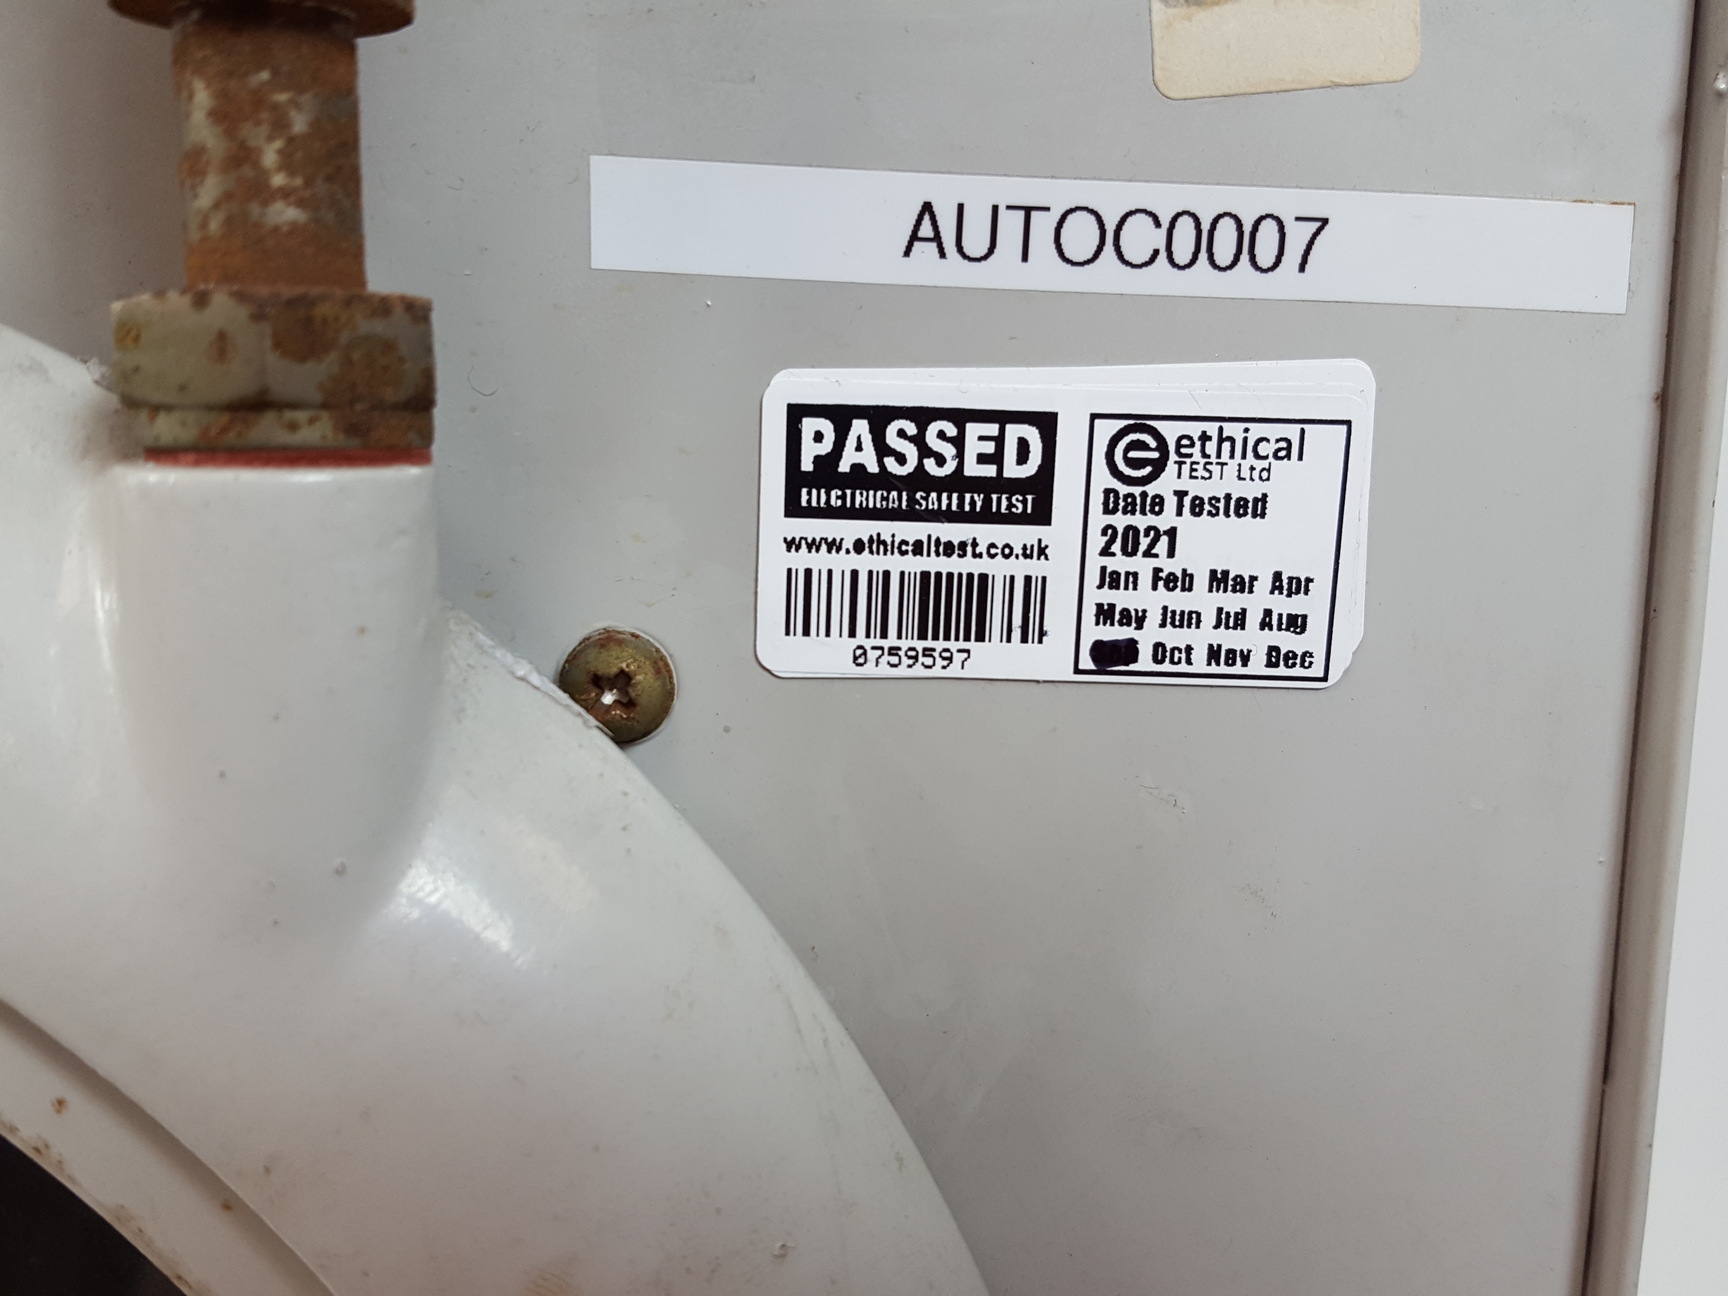 AUTOC0007
PASSED
ELECTRICAL SAFETY TEST
www.ethicaltest.co.uk
0759597
e ethical
TEST Ltd
Date Tested
2021
Jan Feb Mar Apr
May Jun Jul Aug
Oct Nov Dec